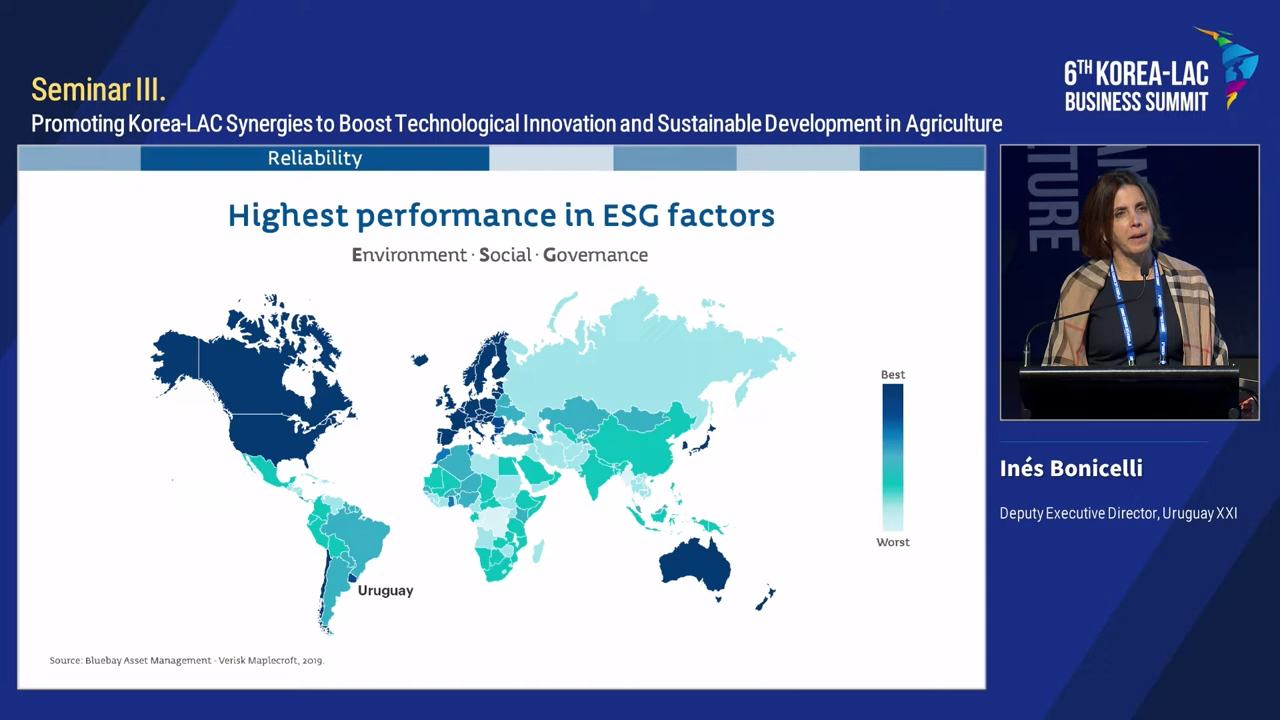 Seminar III.
Promoting Korea-LAC Synergies to Boost Technological Innovation and Sustainable Development in Agriculture
6TH KOREA-LAC
BUSINESS SUMMIT
Reliability
Highest performance in ESG factors
Environment · Social · Governance
Best
Worst
Uruguay
Source: Bluebay Asset Management - Verisk Maplecroft, 2019.
TURE
Inés Bonicelli
Deputy Executive Director, Uruguay XXI